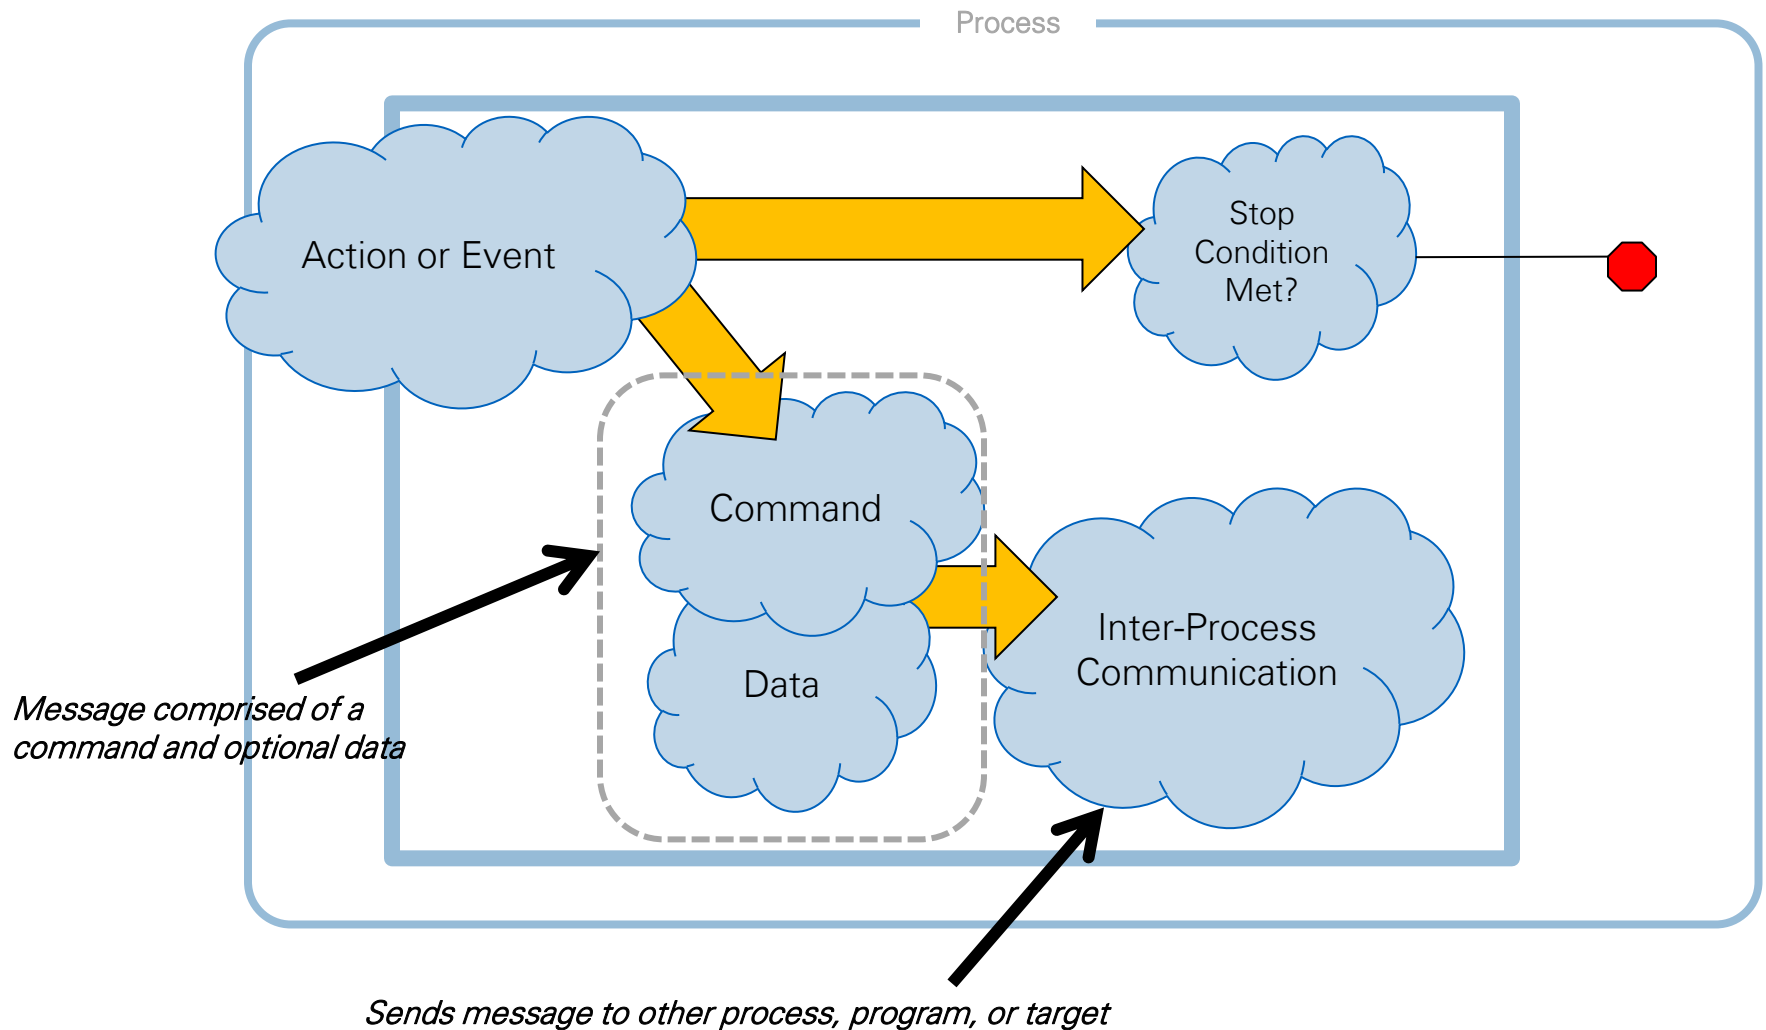 Process
Action or Event
Stop
Condition
Met?
Command
Data
Inter-Process
Communication
Message comprised of a
command and optional data
Sends message to other process, program, or target